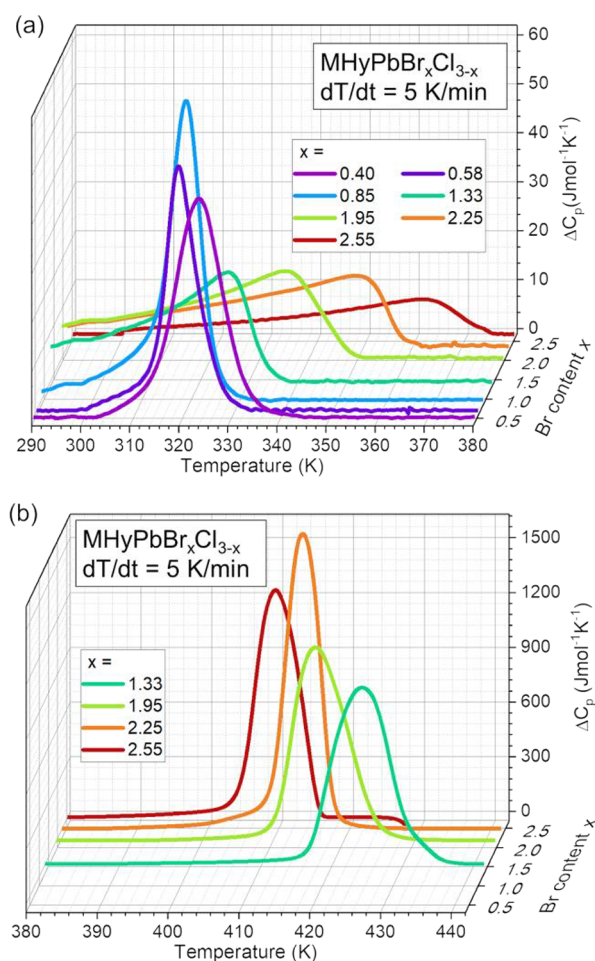 (a)
60
50
40
30
20
10
0
ΔCp(Jmol⁻¹K⁻¹)
MHyPbBrxCl3-x
dT/dt = 5 K/min
x =
0.40 0.58
0.85 1.33
1.95 2.25
2.55
2.5
2.0
1.5
1.0
0.5
Br content x
290 300 310 320 330 340 350 360 370 380
Temperature (K)
(b)
MHyPbBrxCl3-x
dT/dt = 5 K/min
1500
1200
900
600
300
0
ΔCp (Jmol⁻¹K⁻¹)
x =
1.33
1.95
2.25
2.55
2.5
2.0
1.5
1.0
0.5
Br content x
380 390 400 410 420 430 440
Temperature (K)